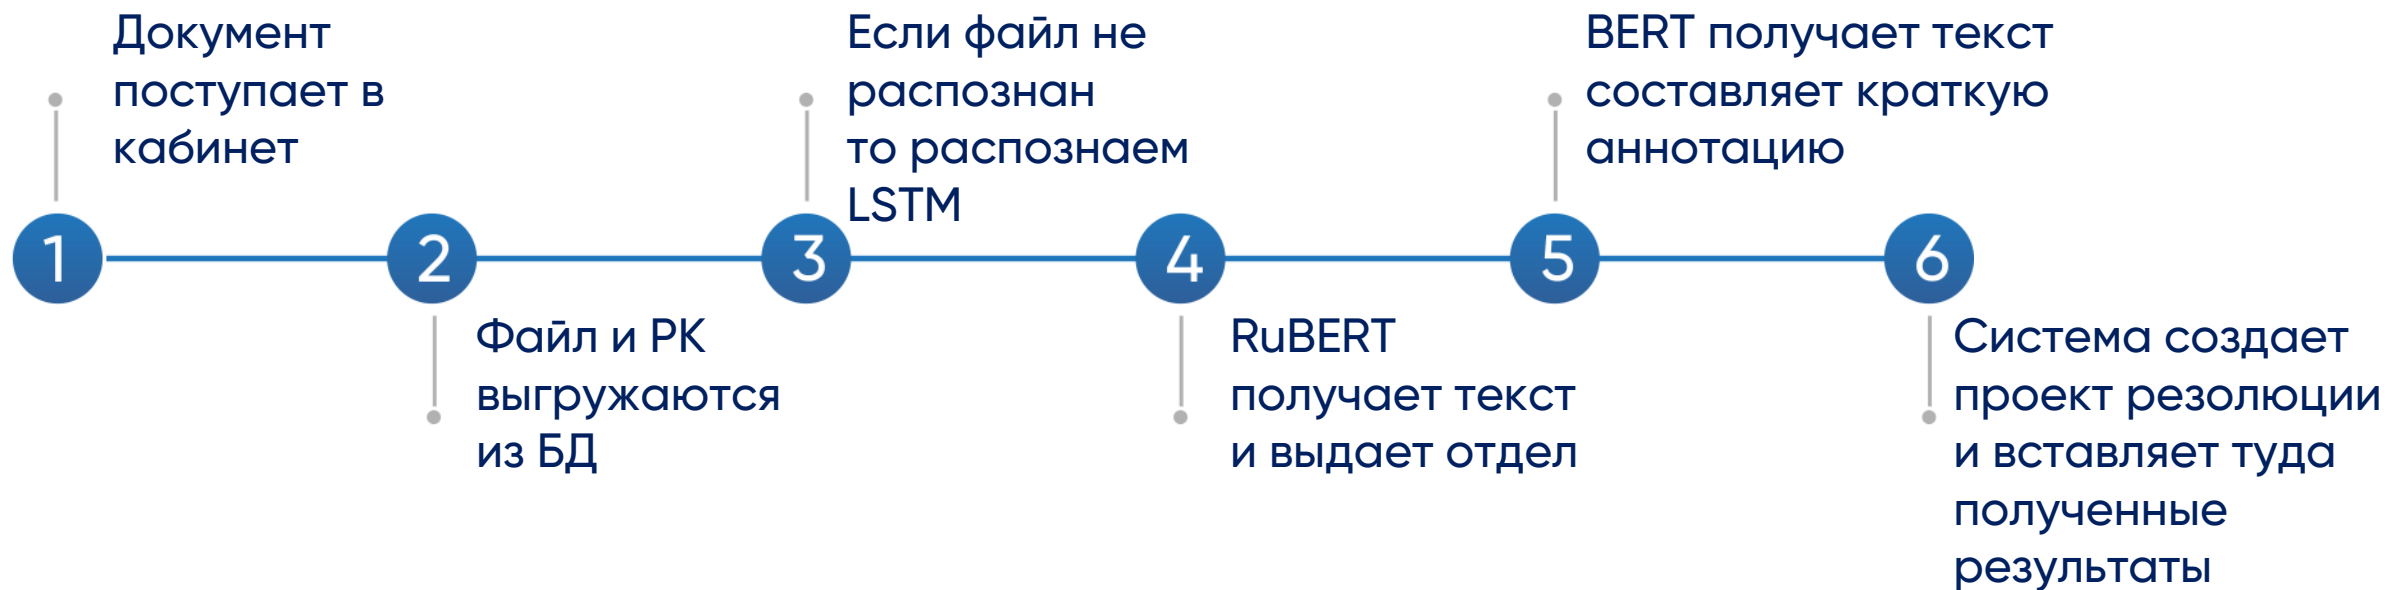 1
Документ
поступает в
кабинет
2
Файл и РК
выгружаются
из БД
3
Если файл не
распознан
то распознаем
LSTM
4
RuBERT
получает текст
и выдает отдел
5
BERT получает текст
составляет краткую
аннотацию
6
Система создает
проект резолюции
и вставляет туда
полученные
результаты